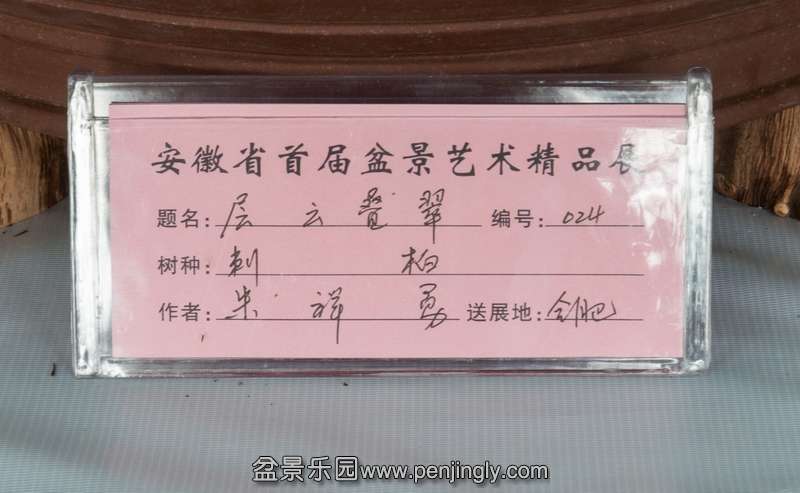 安徽省首届盆景艺术精品展
题名：层云叠翠 编号：024
树种：刺柏
作者：朱祥勇 送展地：合肥
盆景乐园www.penjingly.com